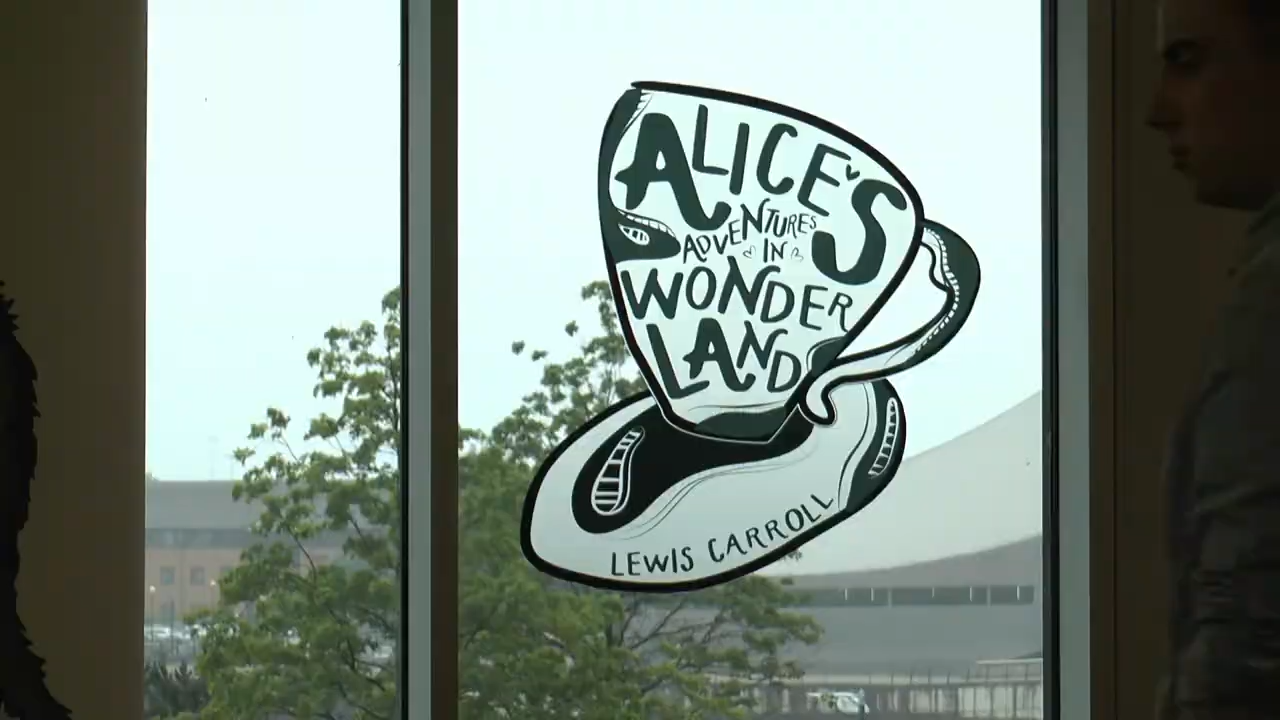 ALICE'S
ADVENTURES
IN
WONDER
LAND
LEWIS CARROLL